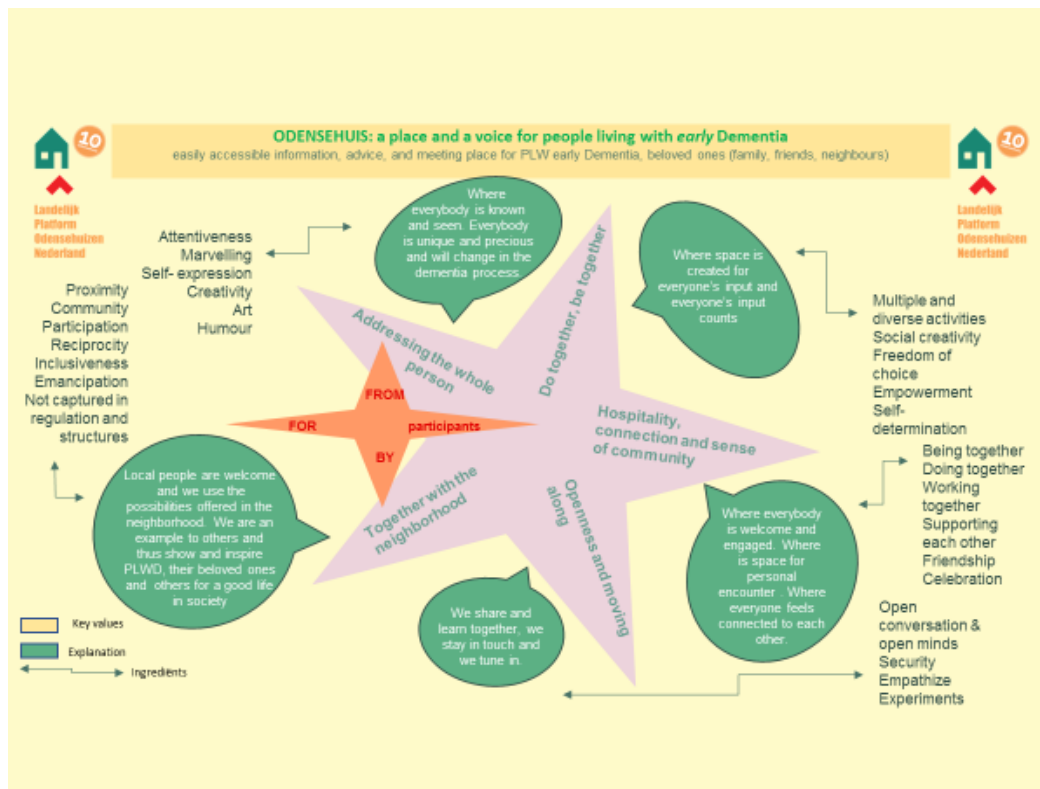 10
ODENSEHUIS: a place and a voice for people living with early Dementia
easily accessible information, advice, and meeting place for PLW early Dementia, beloved ones (family, friends, neighbours)
10
Landelijk
Platform
Odensehuizen
Nederland
Landelijk
Platform
Odensehuizen
Nederland
Attentiveness
Marvelling
Self- expression
Creativity
Art
Humour
Where
everybody is known
and seen. Everybody
is unique and precious
and will change in the
dementia process
Where space is
created for
everyone's input and
everyone's input
counts
Multiple and
diverse activities
Social creativity
Freedom of
choice
Empowerment
Self-
determination
Proximity
Community
Participation
Reciprocity
Inclusiveness
Emancipation
Not captured in
regulation and
structures
Addressing the whole
person
Do together, be together
Hospitality,
connection and sense
of community
Openness and moving
along
Together with the
neighborhood
FROM
FOR
participants
BY
Local people are welcome
and we use the
possibilities offered in the
neighborhood. We are an
example to others and
thus show and inspire
PLWD, their beloved ones
and others for a good life
in society
We share and
learn together, we
stay in touch and
we tune in.
Where everybody
is welcome and
engaged. Where
is space for
personal
encounter . Where
everyone feels
connected to each
other.
Being together
Doing together
Working
together
Supporting
each other
Friendship
Celebration
Open
conversation &
open minds
Security
Empathize
Experiments
Key values
Explanation
Ingrediënts